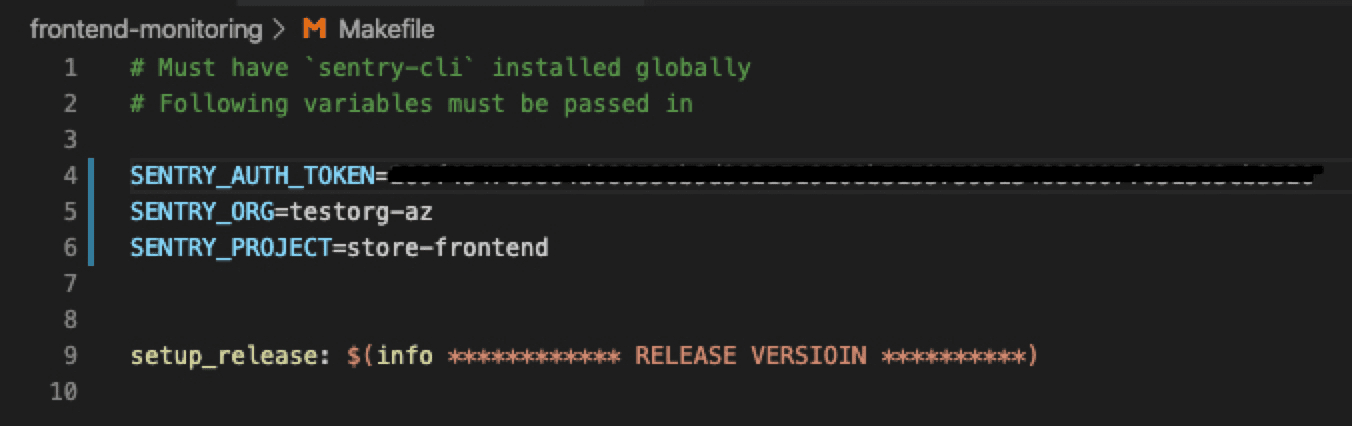 frontend-monitoring > M Makefile
1 # Must have `sentry-cli` installed globally
2 # Following variables must be passed in
3
4 SENTRY_AUTH_TOKEN=
5 SENTRY_ORG=testorg-az
6 SENTRY_PROJECT=store-frontend
7
8
9 setup_release: $(info ************ RELEASE VERSIOIN **********)
10